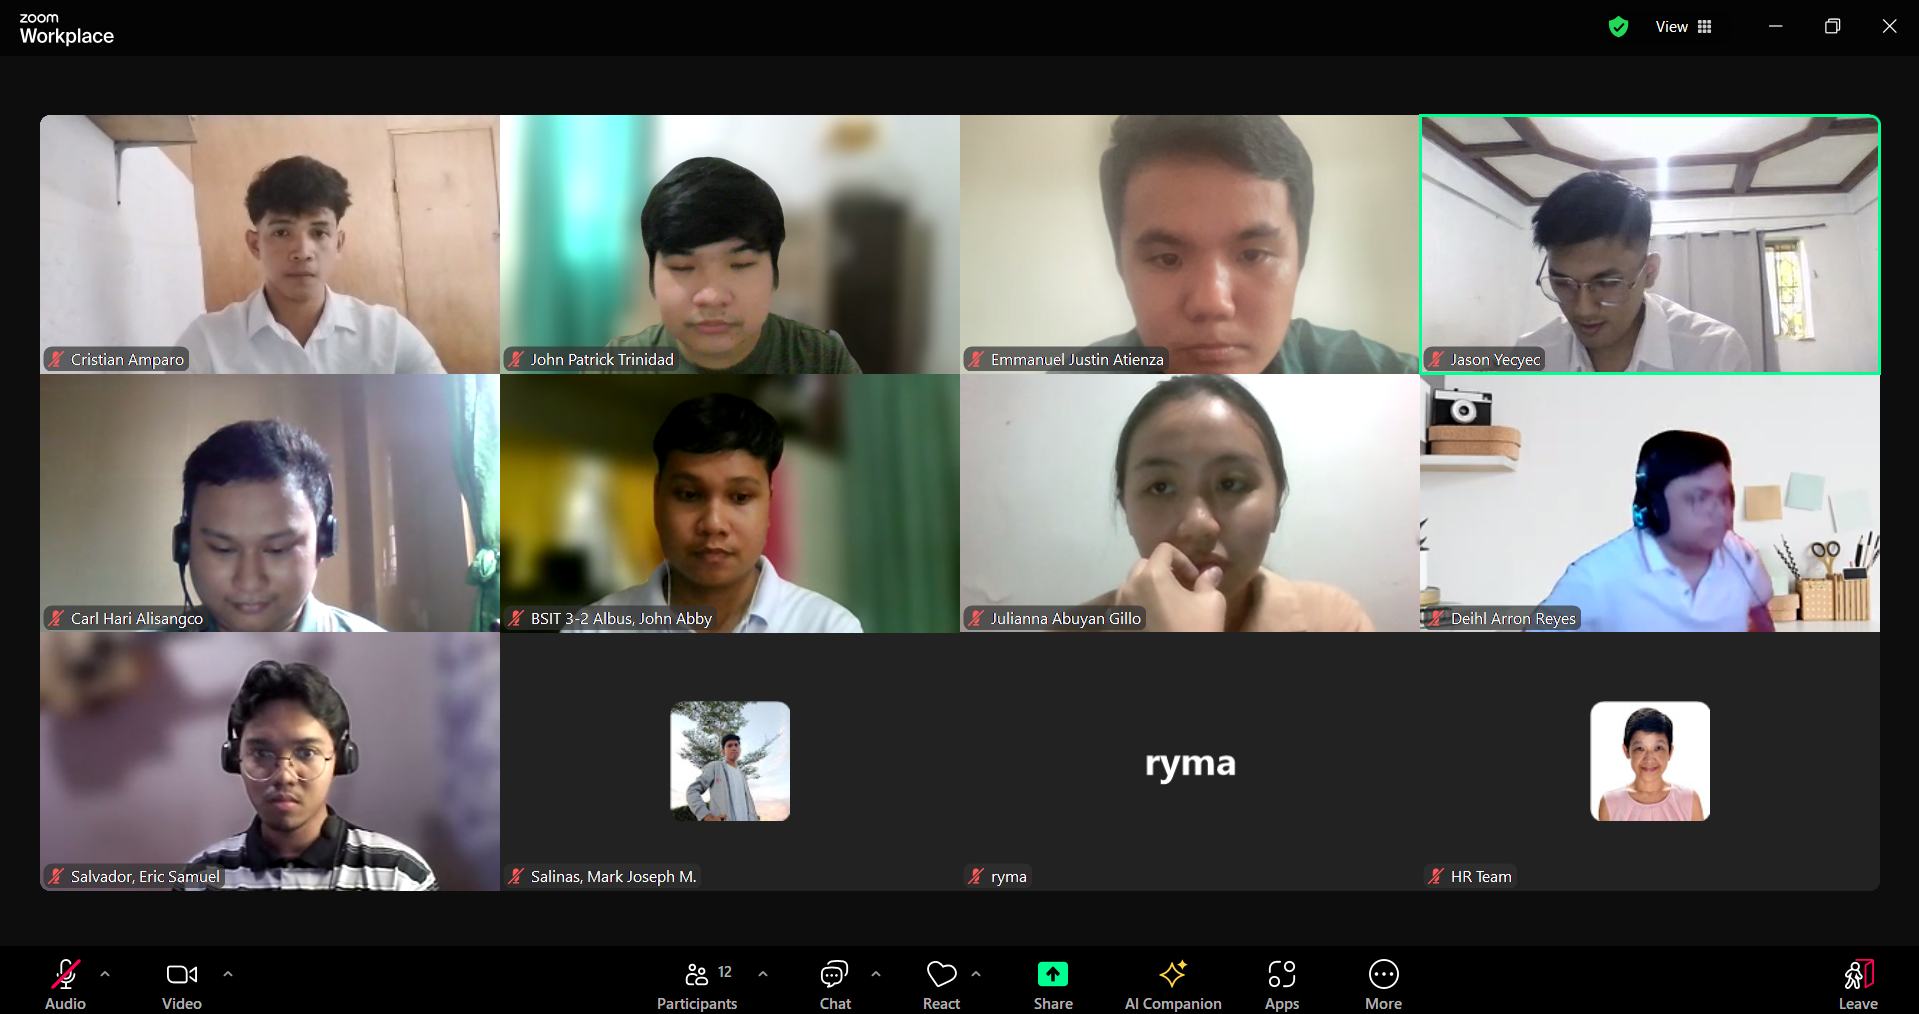 zoom
Workplace
View
Cristian Amparo
John Patrick Trinidad
Emmanuel Justin Atienza
Jason Yecyec
Carl Hari Alisangco
BSIT 3-2 Albus, John Abby
Julianna Abuyan Gillo
Deihl Arron Reyes
Salvador, Eric Samuel
Salinas, Mark Joseph M.
ryma
ryma
HR Team
Audio
Video
12
Participants
Chat
React
Share
AI Companion
Apps
More
Leave